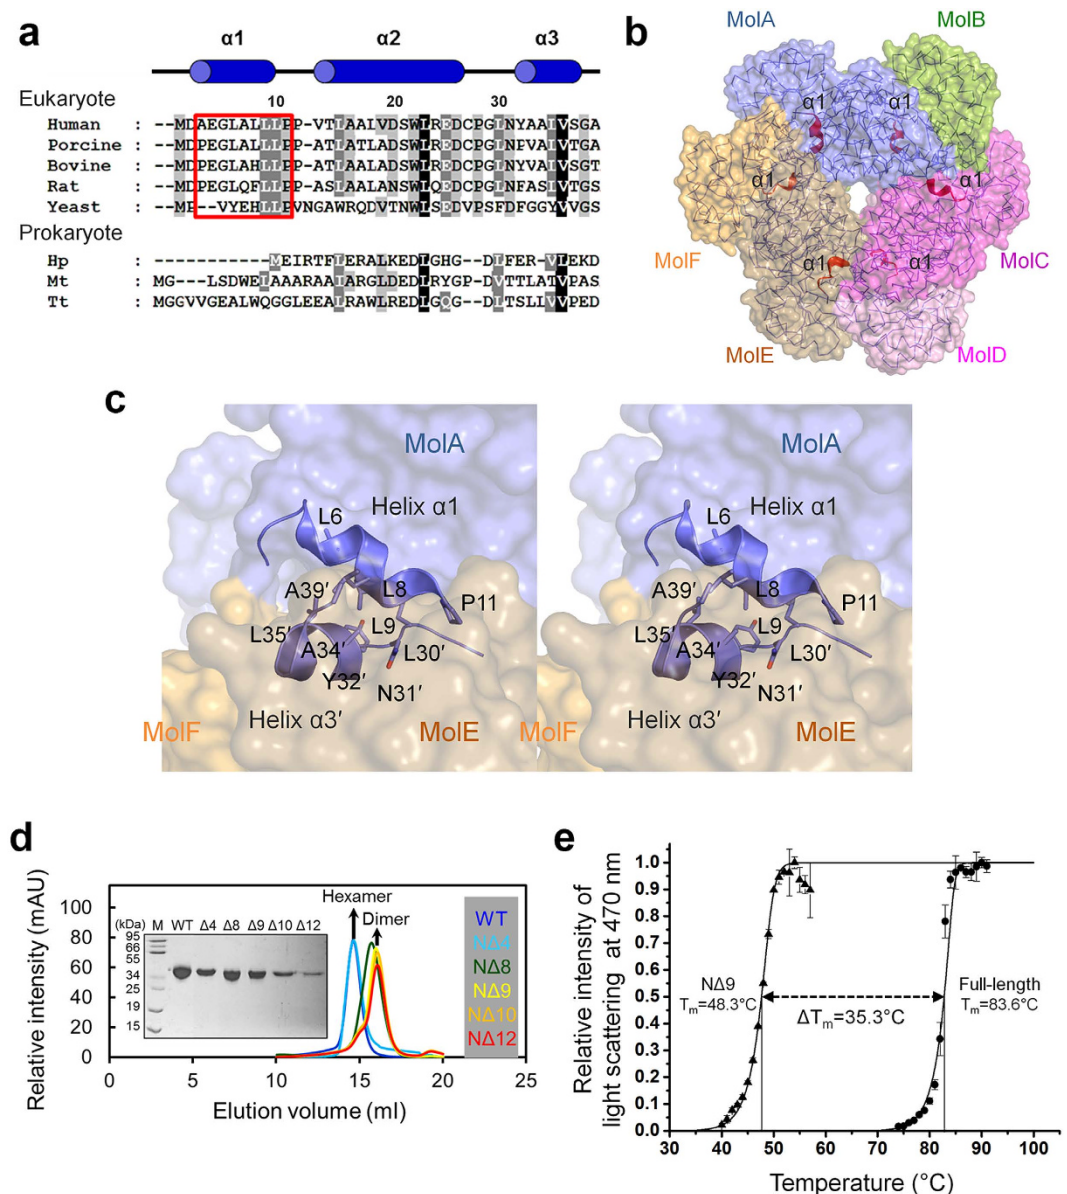 a
α1 α2 α3
Eukaryote 10 20 30
Human : ---MDAEGLALLLPP-VTLAALVDSWLREDCPGLNYAALVSGA
Porcine : ---MDPEGLALLLPP-ATLATLADSWLREDCPGLNFVALVTGA
Bovine : ---MDPEGLAHLLPP-ATLAALADSWLREDCPGLNYVALVSGT
Rat : ---MDPEGLQFLLPP-ASLAALANSWLQEDCPGLNFASLVTGS
Yeast : ---MP--VYEHLLPVNGAWRQDVTNWLSEDVPSFDFGGYVVGS
Prokaryote
Hp : -----------MEIRTFLERALKEDLGHG-DLFER-VLEKD
Mt : MG---LSDWELAAARAAIARGLDEDLRYGP-DVTTLATVPAS
Tt : MGGVVGEALWQGGLEEALRAWLREDLGQG-DLTSLLVVPED
b
MolA MolB
α1 α1
α1 α1
MolF MolC
α1 α1
MolE MolD
c
MolA MolA
L6 Helix α1 L6 Helix α1
A39′ L8 P11 A39′ L8 P11
L35′ A34′ L9 L30′ L35′ A34′ L9 L30′
Y32′ N31′ Y32′ N31′
Helix α3′ Helix α3′
MolF MolE MolF MolE
d
Relative intensity (mAU)
100
80
60
40
20
0
0 5 10 15 20 25
Elution volume (ml)
Hexamer
Dimer
(kDa) M WT Δ4 Δ8 Δ9 Δ10 Δ12
95
66
55
34
25
19
15
WT
NΔ4
NΔ8
NΔ9
NΔ10
NΔ12
e
Relative intensity of
light scattering at 470 nm
1.0
0.9
0.8
0.7
0.6
0.5
0.4
0.3
0.2
0.1
0.0
30 40 50 60 70 80 90 100
Temperature (°C)
NΔ9
Tm=48.3°C
ΔTm=35.3°C
Full-length
Tm=83.6°C